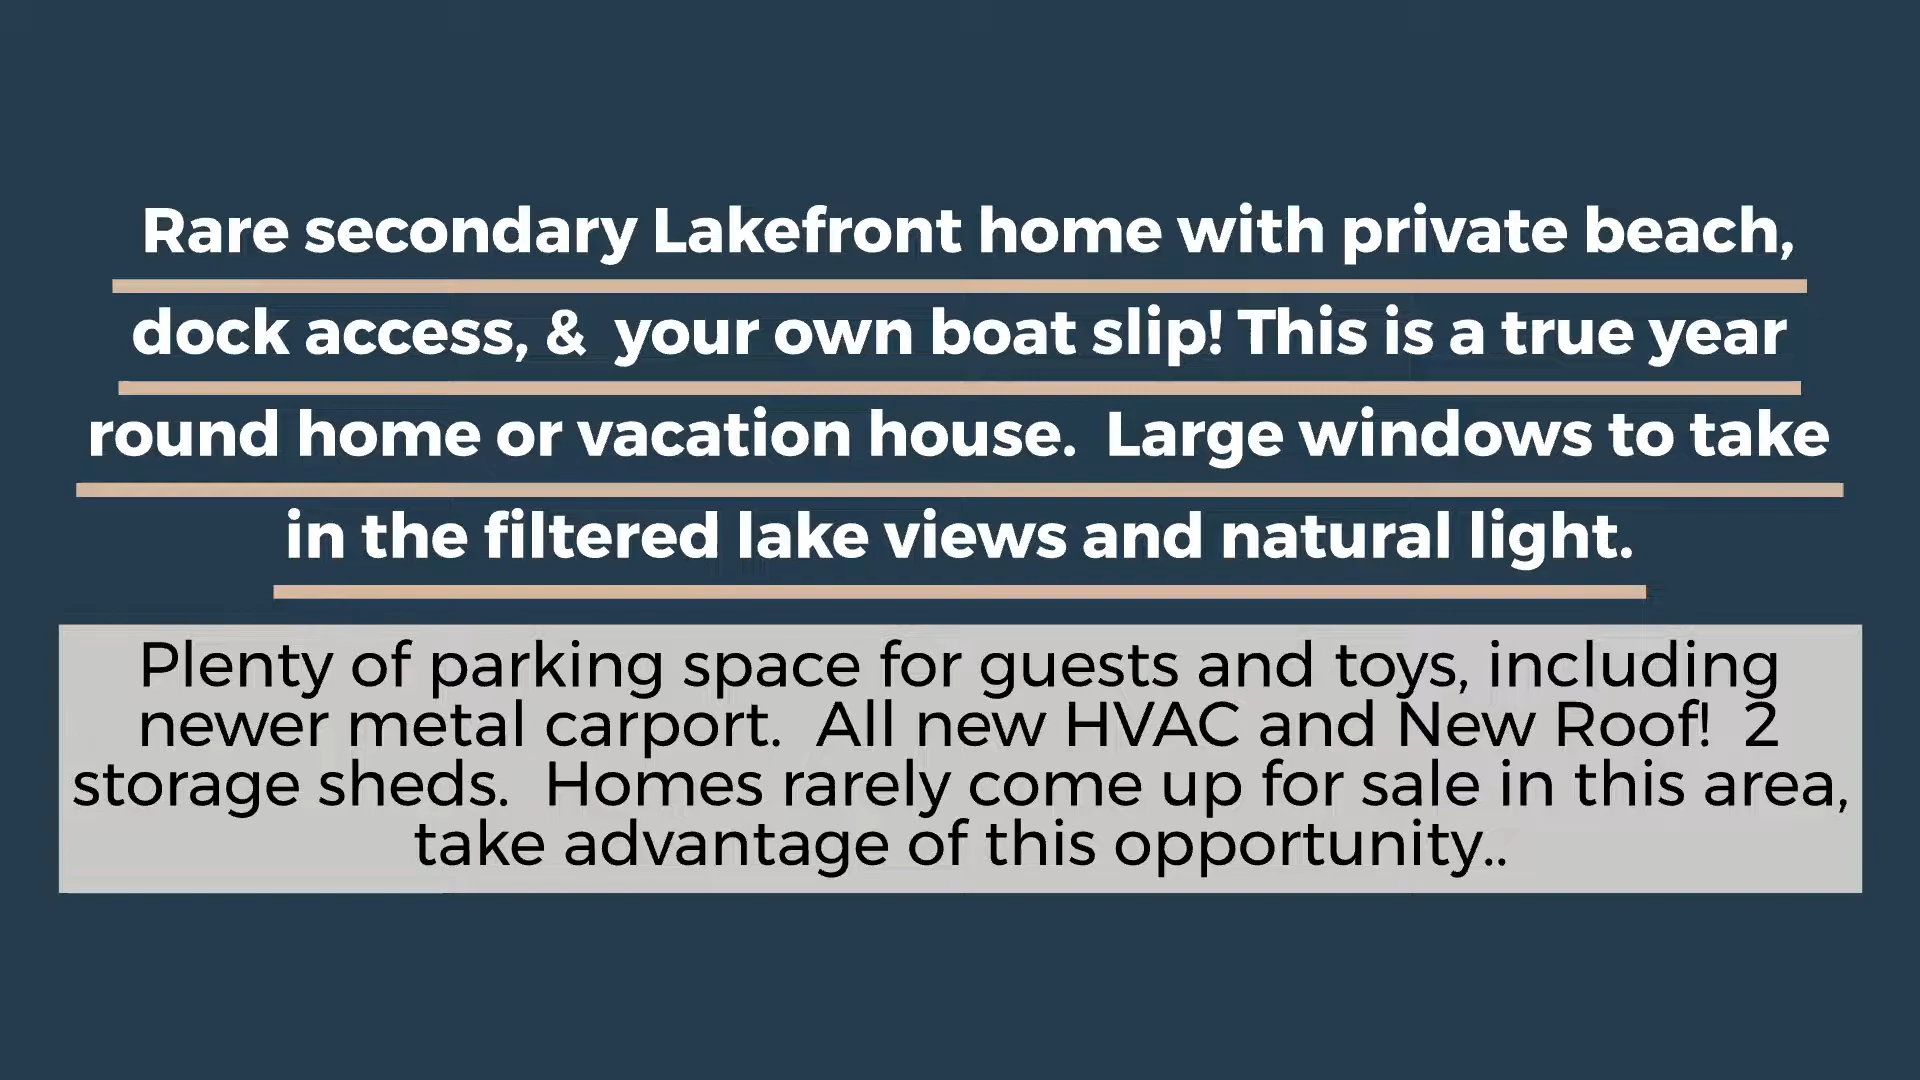 Rare secondary Lakefront home with private beach,
dock access, &  your own boat slip! This is a true year
round home or vacation house.  Large windows to take
in the filtered lake views and natural light.
Plenty of parking space for guests and toys, including
newer metal carport.  All new HVAC and New Roof!  2
storage sheds.  Homes rarely come up for sale in this area,
take advantage of this opportunity..